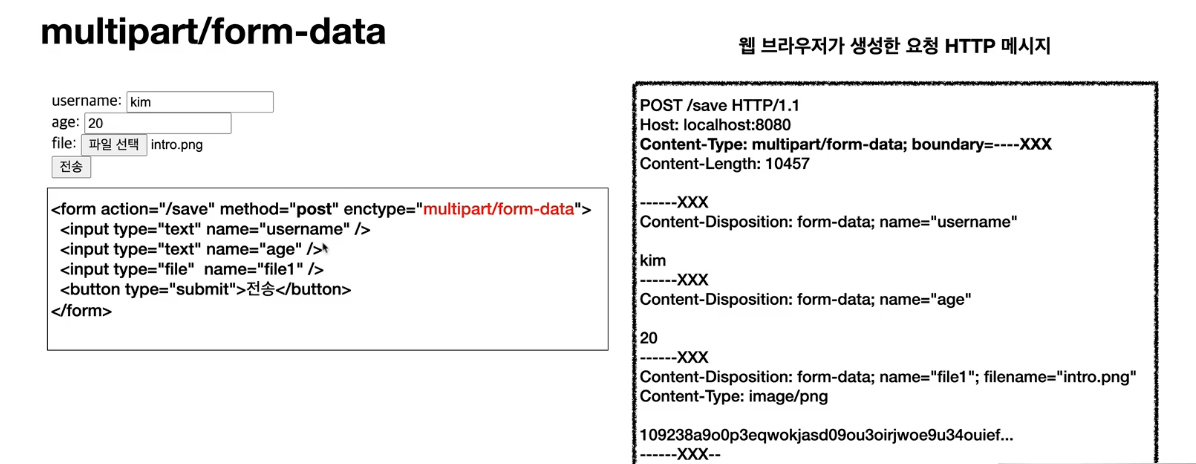 multipart/form-data
username: kim
age: 20
file: 파일 선택 intro.png
전송
<form action="/save" method="post" enctype="multipart/form-data">
<input type="text" name="username" />
<input type="text" name="age" />
<input type="file" name="file1" />
<button type="submit">전송</button>
</form>
웹 브라우저가 생성한 요청 HTTP 메시지
POST /save HTTP/1.1
Host: localhost:8080
Content-Type: multipart/form-data; boundary=----XXX
Content-Length: 10457
------XXX
Content-Disposition: form-data; name="username"
kim
------XXX
Content-Disposition: form-data; name="age"
20
------XXX
Content-Disposition: form-data; name="file1"; filename="intro.png"
Content-Type: image/png
109238a9o0p3eqwokjasd09ou3oirjwoe9u34ouief...
------XXX--